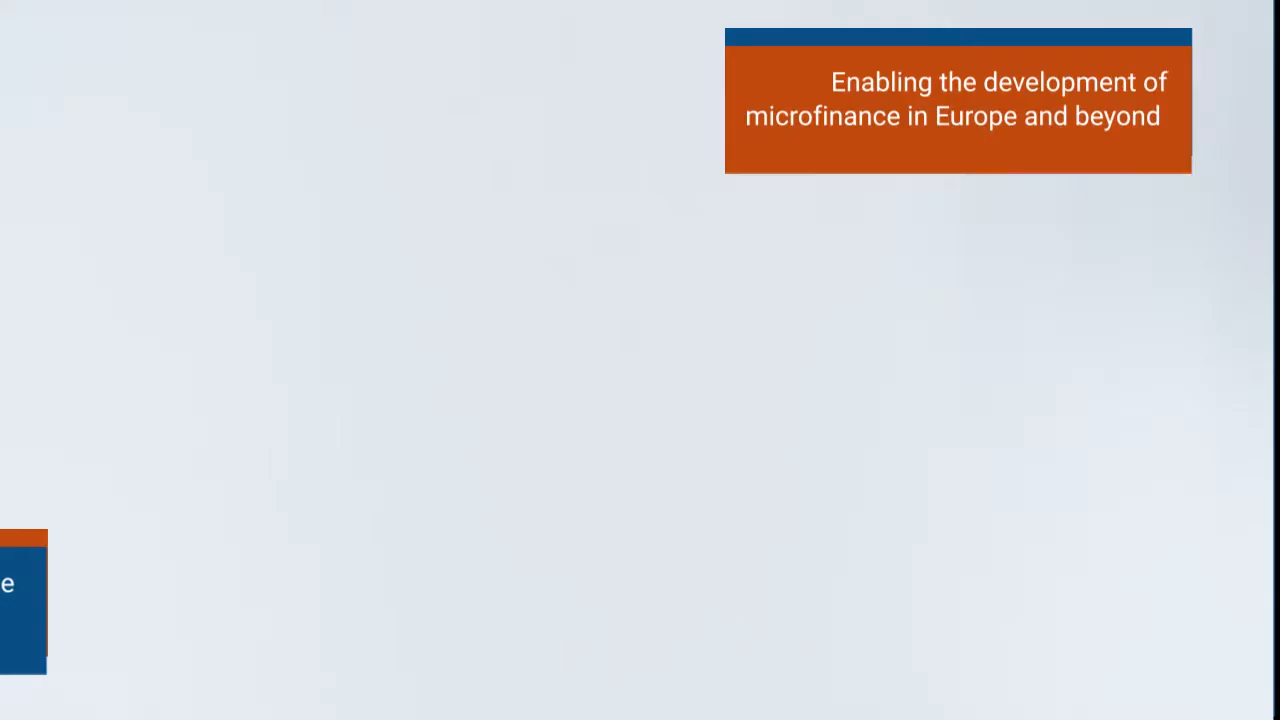 Enabling the development of
microfinance in Europe and beyond
e